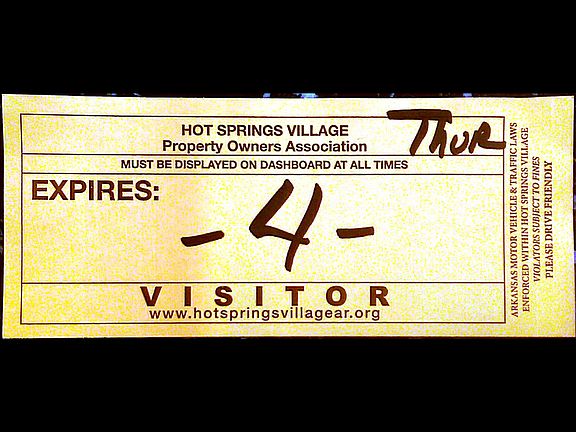 HOT SPRINGS VILLAGE
Property Owners Association
THUR
MUST BE DISPLAYED ON DASHBOARD AT ALL TIMES
EXPIRES:
- 4 -
VISITOR
www.hotspringsvillagear.org
ARKANSAS MOTOR VEHICLE & TRAFFIC LAWS
ENFORCED WITHIN HOT SPRINGS VILLAGE
VIOLATORS SUBJECT TO FINES
PLEASE DRIVE FRIENDLY